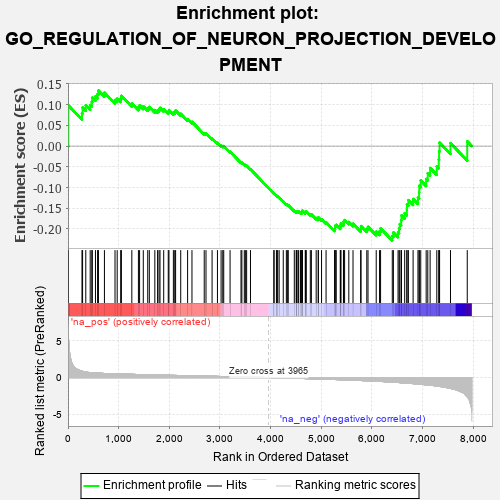 Enrichment plot:
GO_REGULATION_OF_NEURON_PROJECTION_DEVELO
PMENT
Enrichment score (ES)
0.15
0.10
0.05
0.00
-0.05
-0.10
-0.15
-0.20
'na_pos' (positively correlated)
Ranked list metric (PreRanked)
5
0
-5
Zero cross at 3965
'na_neg' (negatively correlated)
0
1,000
2,000
3,000
4,000
5,000
6,000
7,000
8,000
Rank in Ordered Dataset
Enrichment profile
Hits
Ranking metric scores